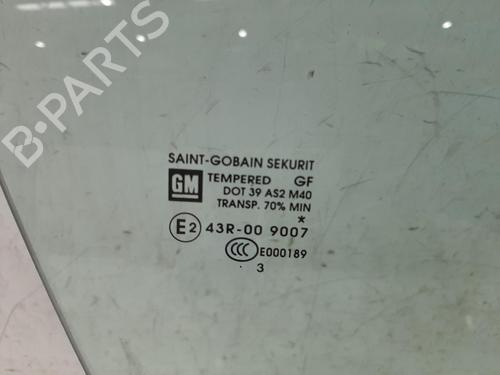 B-PARTS
SAINT-GOBAIN SEKURIT
GM TEMPERED GF
DOT 39 AS2 M40
TRANSP. 70% MIN
*
E2 43R-00 9007
CCC E000189
3